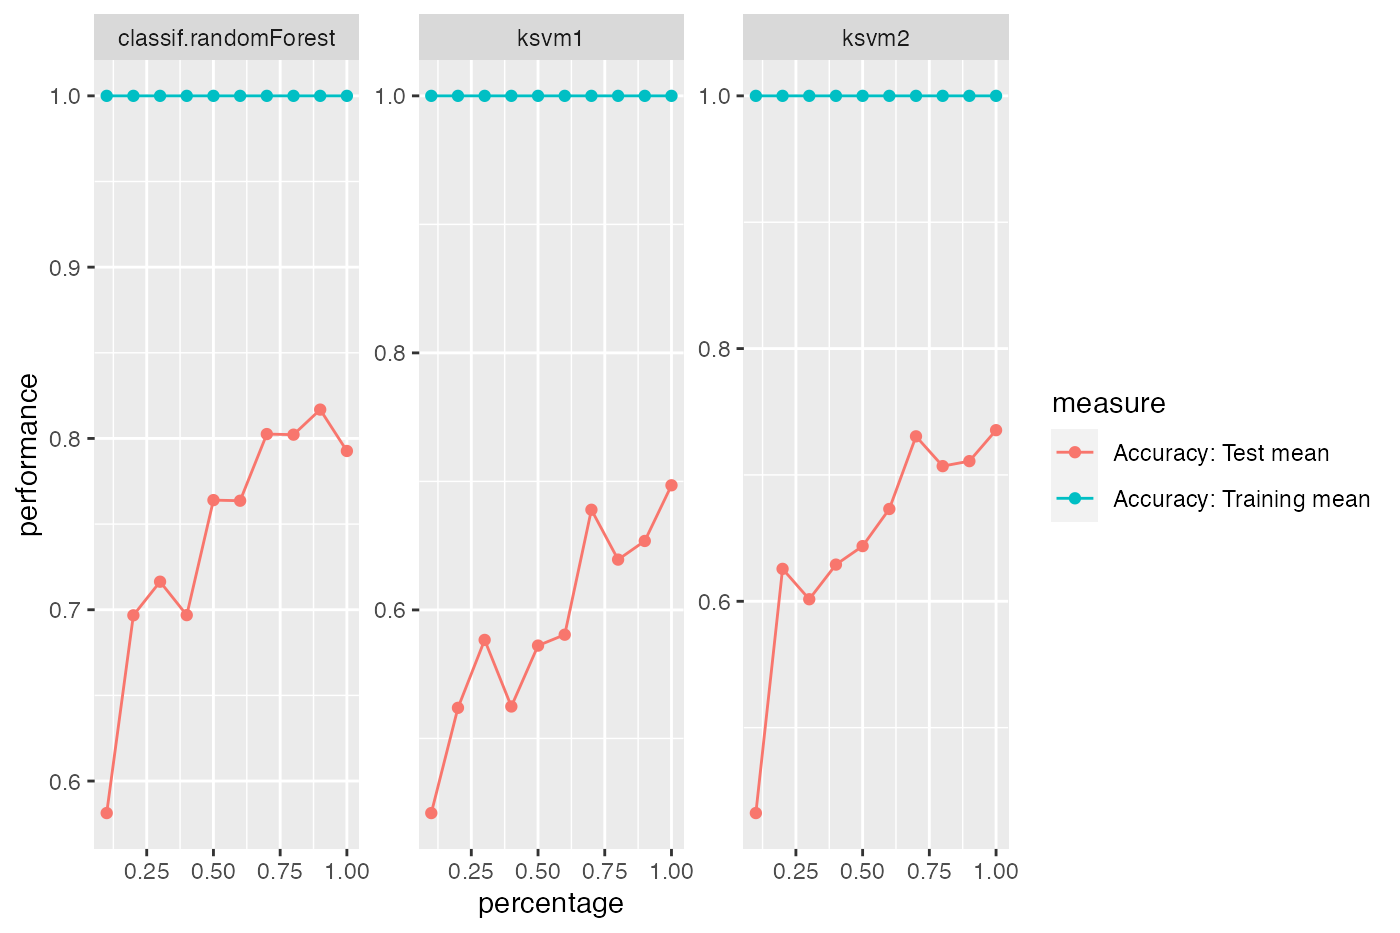 classif.randomForest
ksvm1
ksvm2
performance
1.0
0.9
0.8
0.7
0.6
1.0
0.8
0.6
1.0
0.8
0.6
0.25 0.50 0.75 1.00
0.25 0.50 0.75 1.00
0.25 0.50 0.75 1.00
percentage
measure
Accuracy: Test mean
Accuracy: Training mean